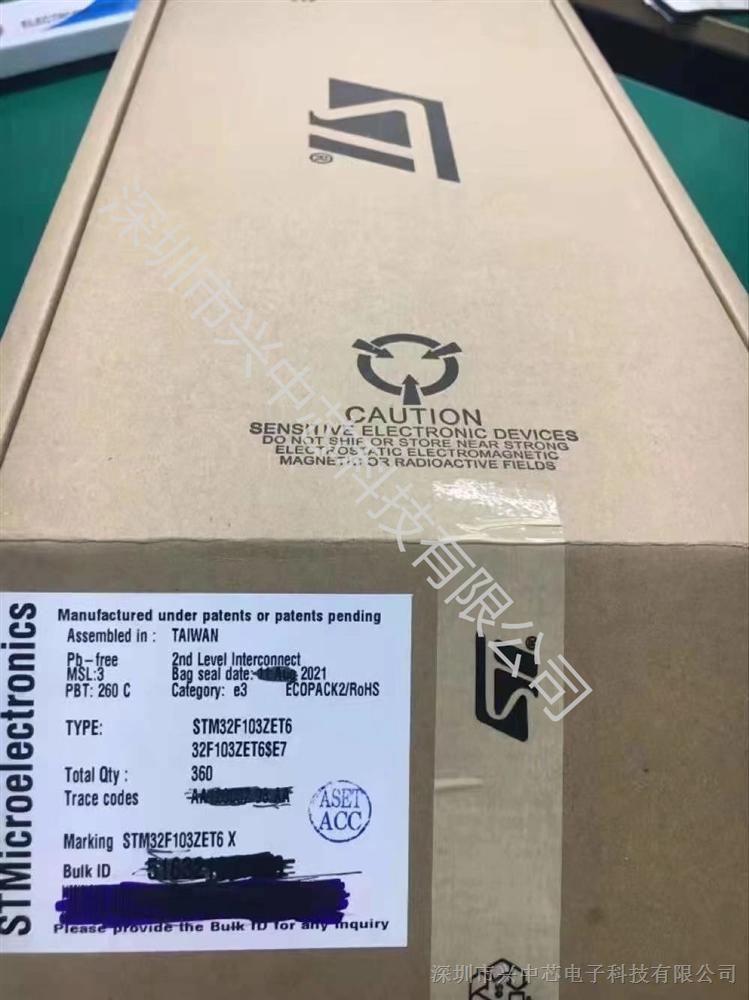 深圳市兴中芯科技有限公司
CAUTION
SENSITIVE ELECTRONIC DEVICES
DO NOT SHIP OR STORE NEAR STRONG
ELECTROSTATIC ELECTROMAGNETIC
MAGNETIC OR RADIOACTIVE FIELDS
STMicroelectronics
Manufactured under patents or patents pending
Assembled in : TAIWAN
Pb-free 2nd Level Interconnect
MSL:3 Bag seal date: 2021
PBT: 260 C Category: e3 ECOPACK2/RoHS
TYPE: STM32F103ZET6
32F103ZET6$E7
Total Qty : 360
Trace codes
ASET
ACC
Marking STM32F103ZET6 X
Bulk ID
Please provide the Bulk ID for any inquiry
深圳市兴中芯电子科技有限公司